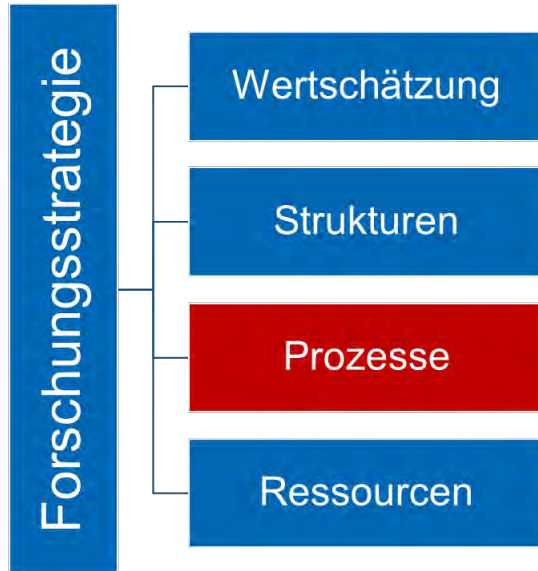 Forschungsstrategie
Wertschätzung
Strukturen
Prozesse
Ressourcen